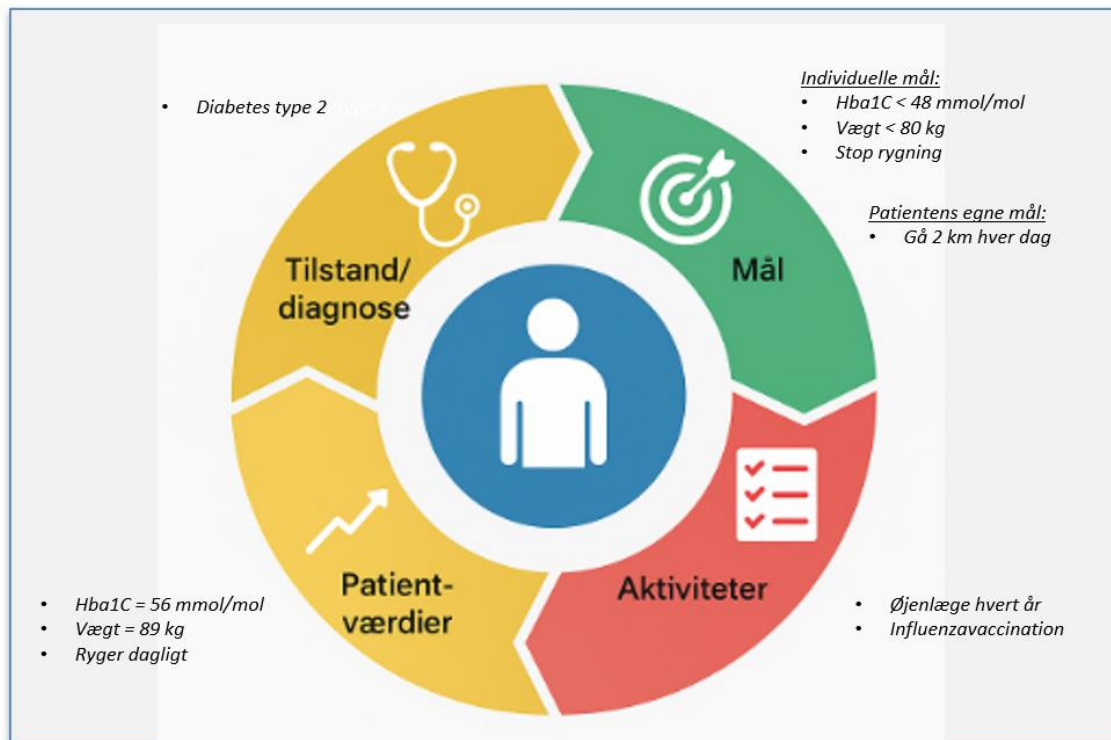 • Diabetes type 2
Individuelle mål:
• Hba1C < 48 mmol/mol
• Vægt < 80 kg
• Stop rygning
Patientens egne mål:
• Gå 2 km hver dag
Tilstand/
diagnose
Mål
Patient-
værdier
Aktiviteter
• Hba1C = 56 mmol/mol
• Vægt = 89 kg
• Ryger dagligt
• Øjenlæge hvert år
• Influenzavaccination